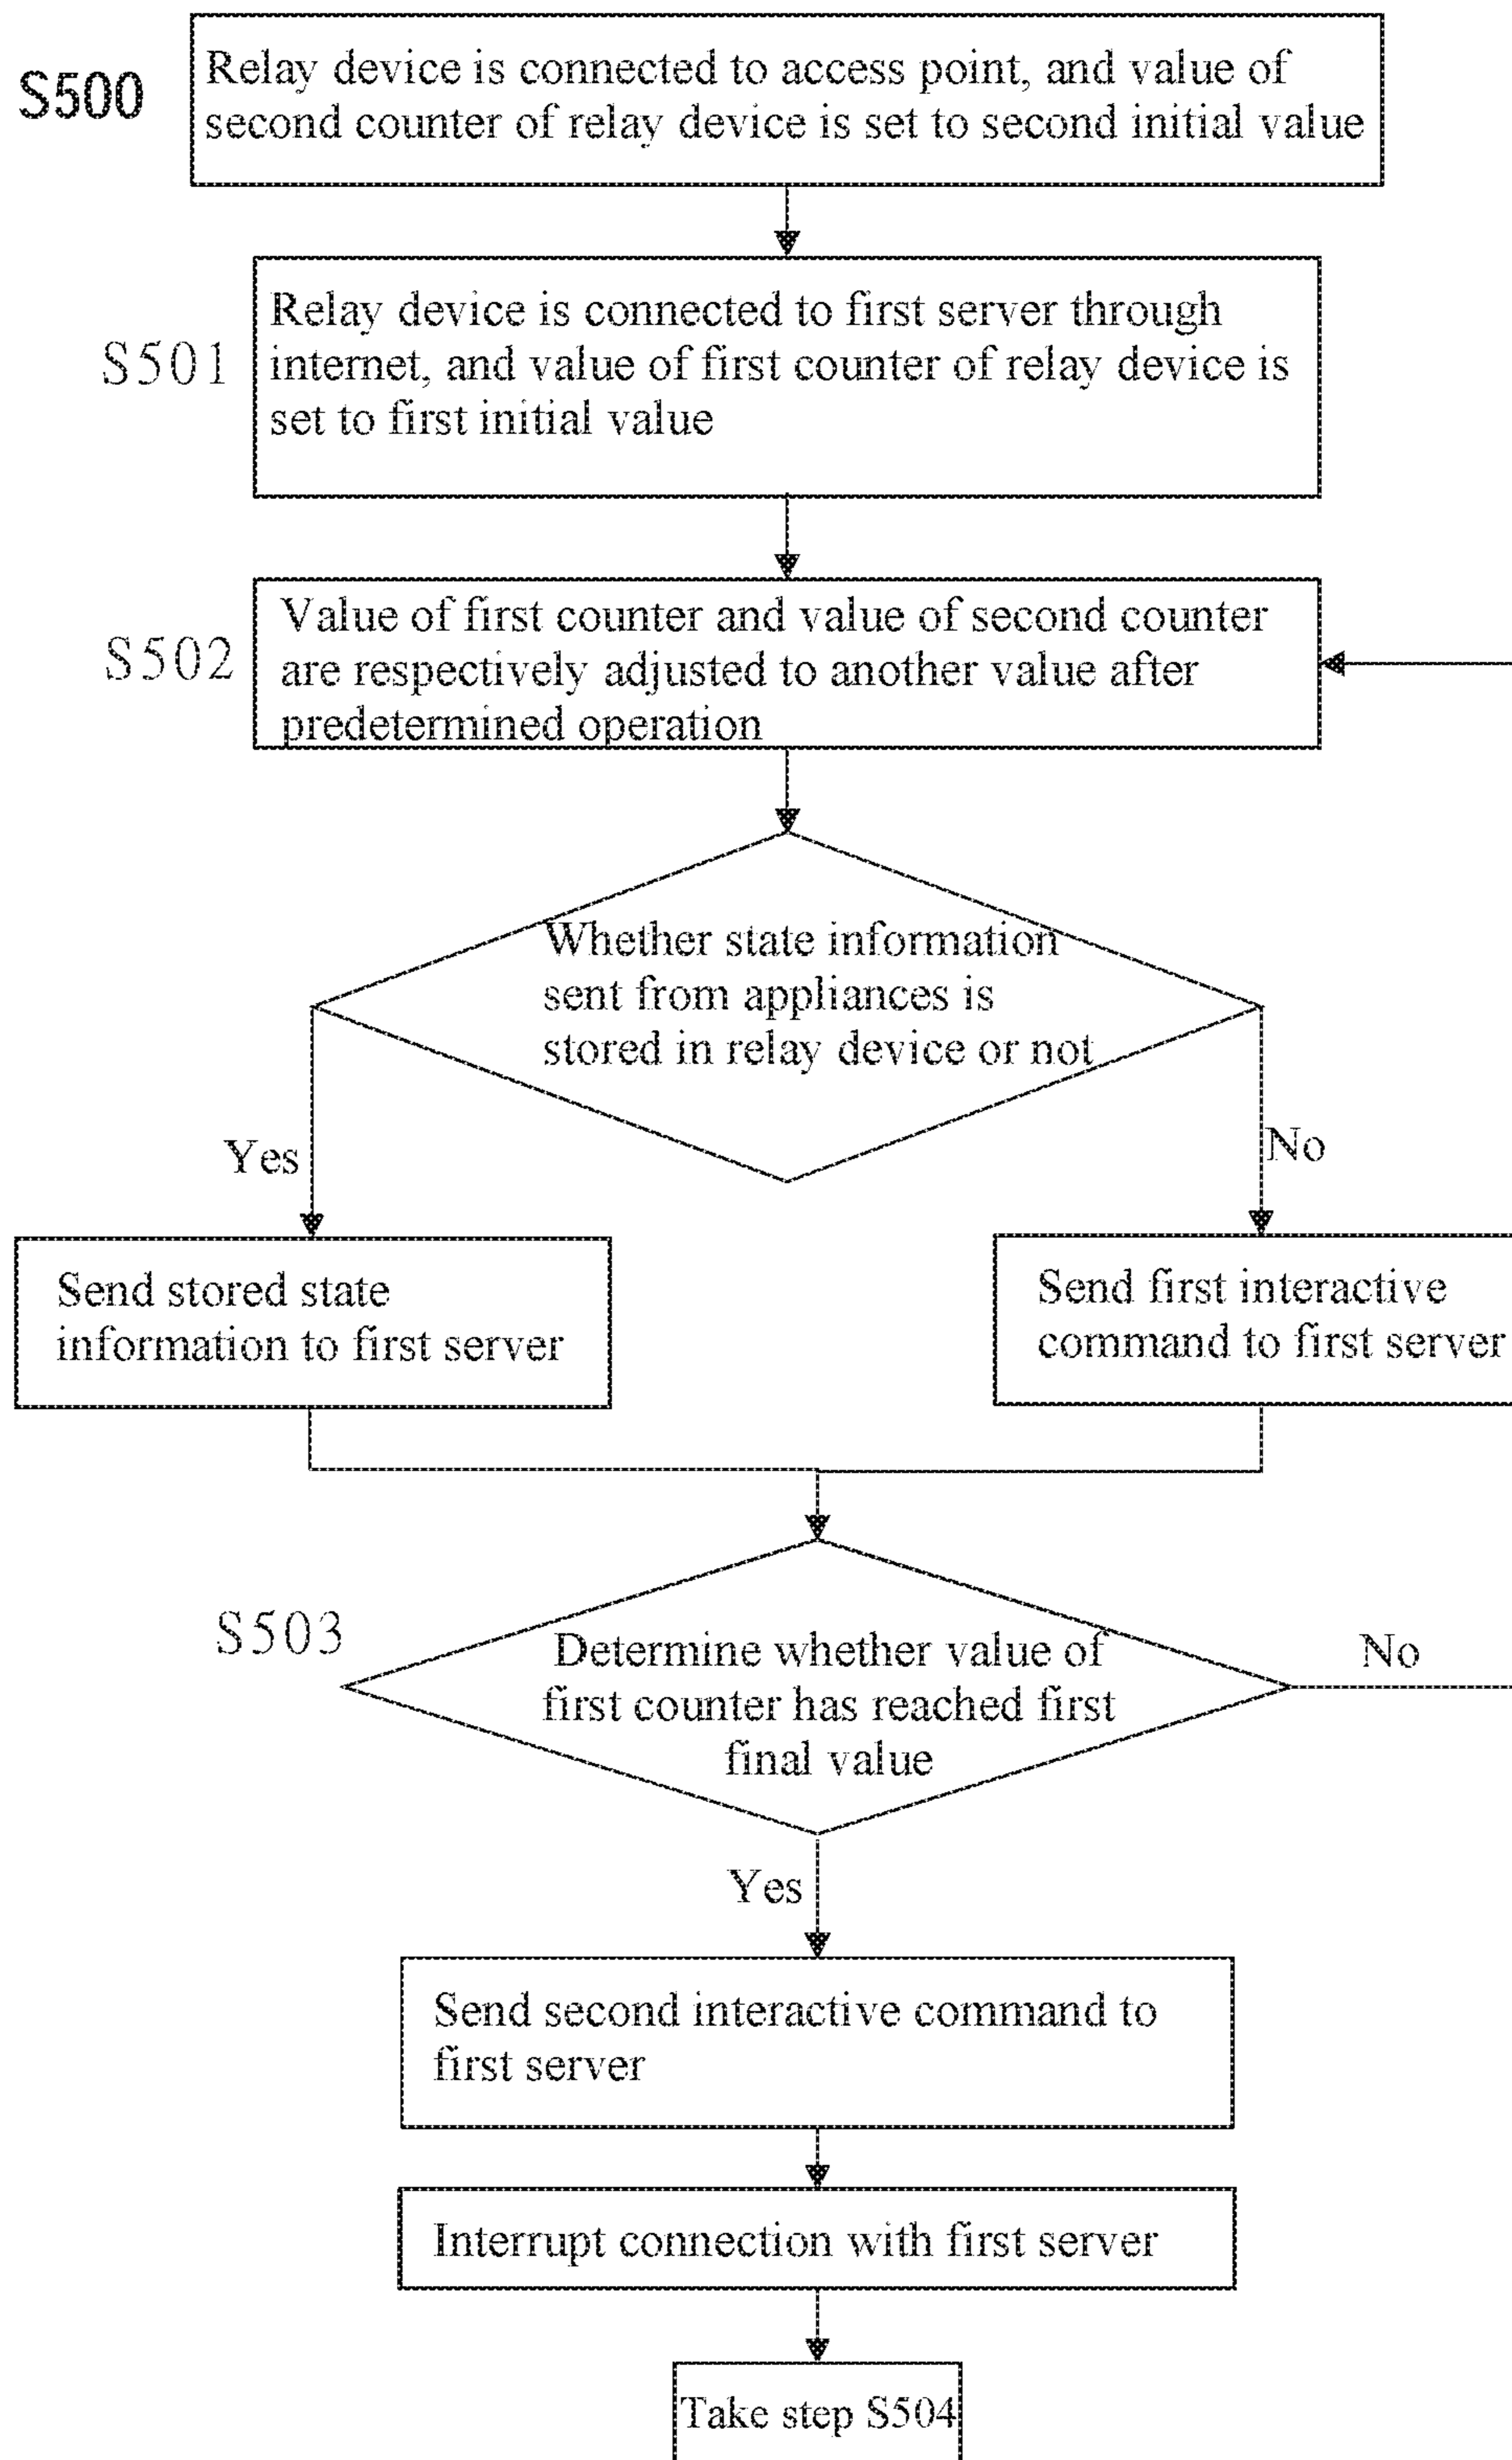 S500
Relay device is connected to access point, and value of
second counter of relay device is set to second initial value
S501
Relay device is connected to first server through
internet, and value of first counter of relay device is
set to first initial value
S502
Value of first counter and value of second counter
are respectively adjusted to another value after
predetermined operation
Whether state information
sent from appliances is
stored in relay device or not
Yes
No
Send stored state
information to first server
Send first interactive
command to first server
S503
Determine whether value of
first counter has reached first
final value
No
Yes
Send second interactive command to
first server
Interrupt connection with first server
Take step S504